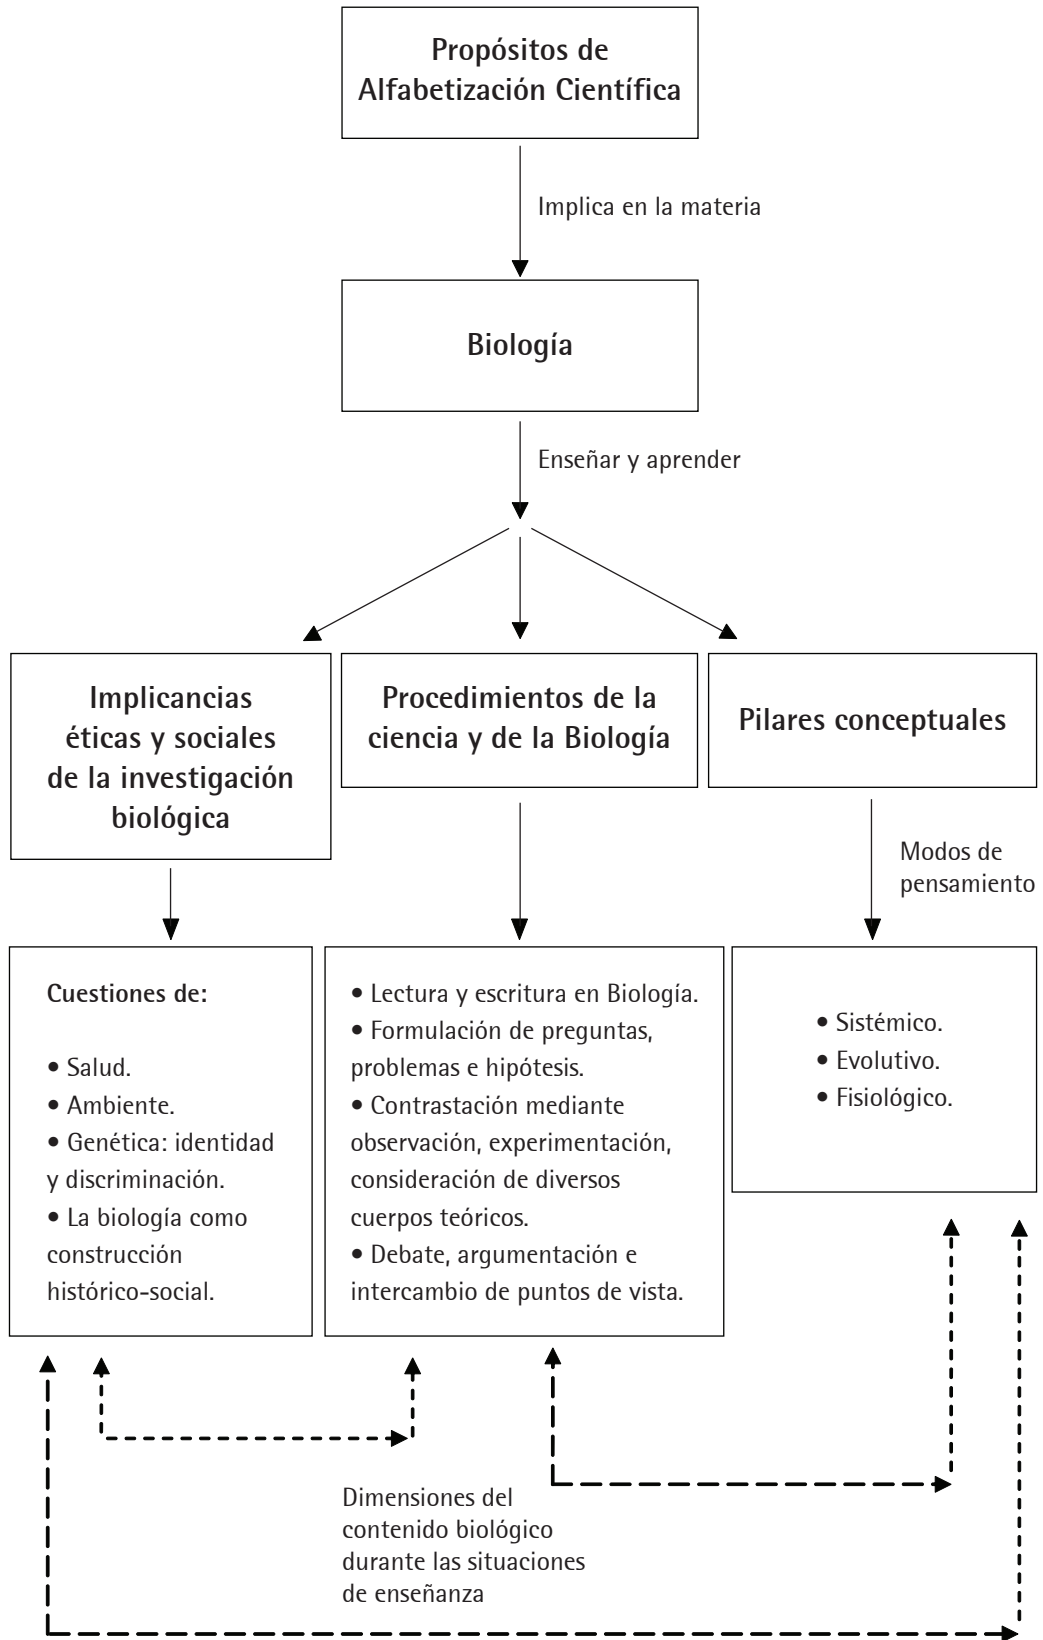 Propósitos de
Alfabetización Científica
Implica en la materia
Biología
Enseñar y aprender
Implicancias
éticas y sociales
de la investigación
biológica
Procedimientos de la
ciencia y de la Biología
Pilares conceptuales
Modos de
pensamiento
Cuestiones de:
• Salud.
• Ambiente.
• Genética: identidad
y discriminación.
• La biología como
construcción
histórico-social.
• Lectura y escritura en Biología.
• Formulación de preguntas,
problemas e hipótesis.
• Contrastación mediante
observación, experimentación,
consideración de diversos
cuerpos teóricos.
• Debate, argumentación e
intercambio de puntos de vista.
• Sistémico.
• Evolutivo.
• Fisiológico.
Dimensiones del
contenido biológico
durante las situaciones
de enseñanza